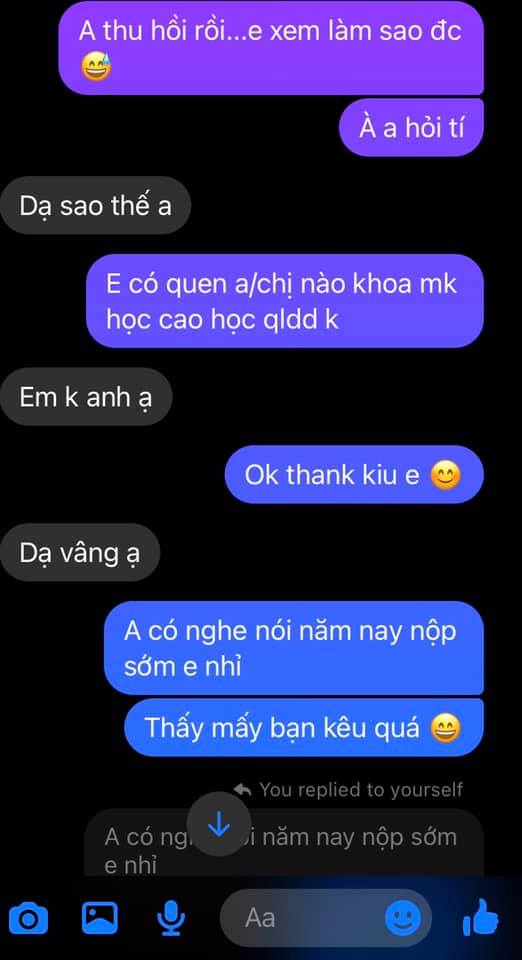 A thu hồi rồi...e xem làm sao đc
😅
À a hỏi tí
Dạ sao thế a
E có quen a/chị nào khoa mk
học cao học qldd k
Em k anh ạ
Ok thank kiu e 😊
Dạ vâng ạ
A có nghe nói năm nay nộp
sớm e nhỉ
Thấy mấy bạn kêu quá 😄
You replied to yourself
A có ng năm nay nộp sớm
e nhỉ
Aa